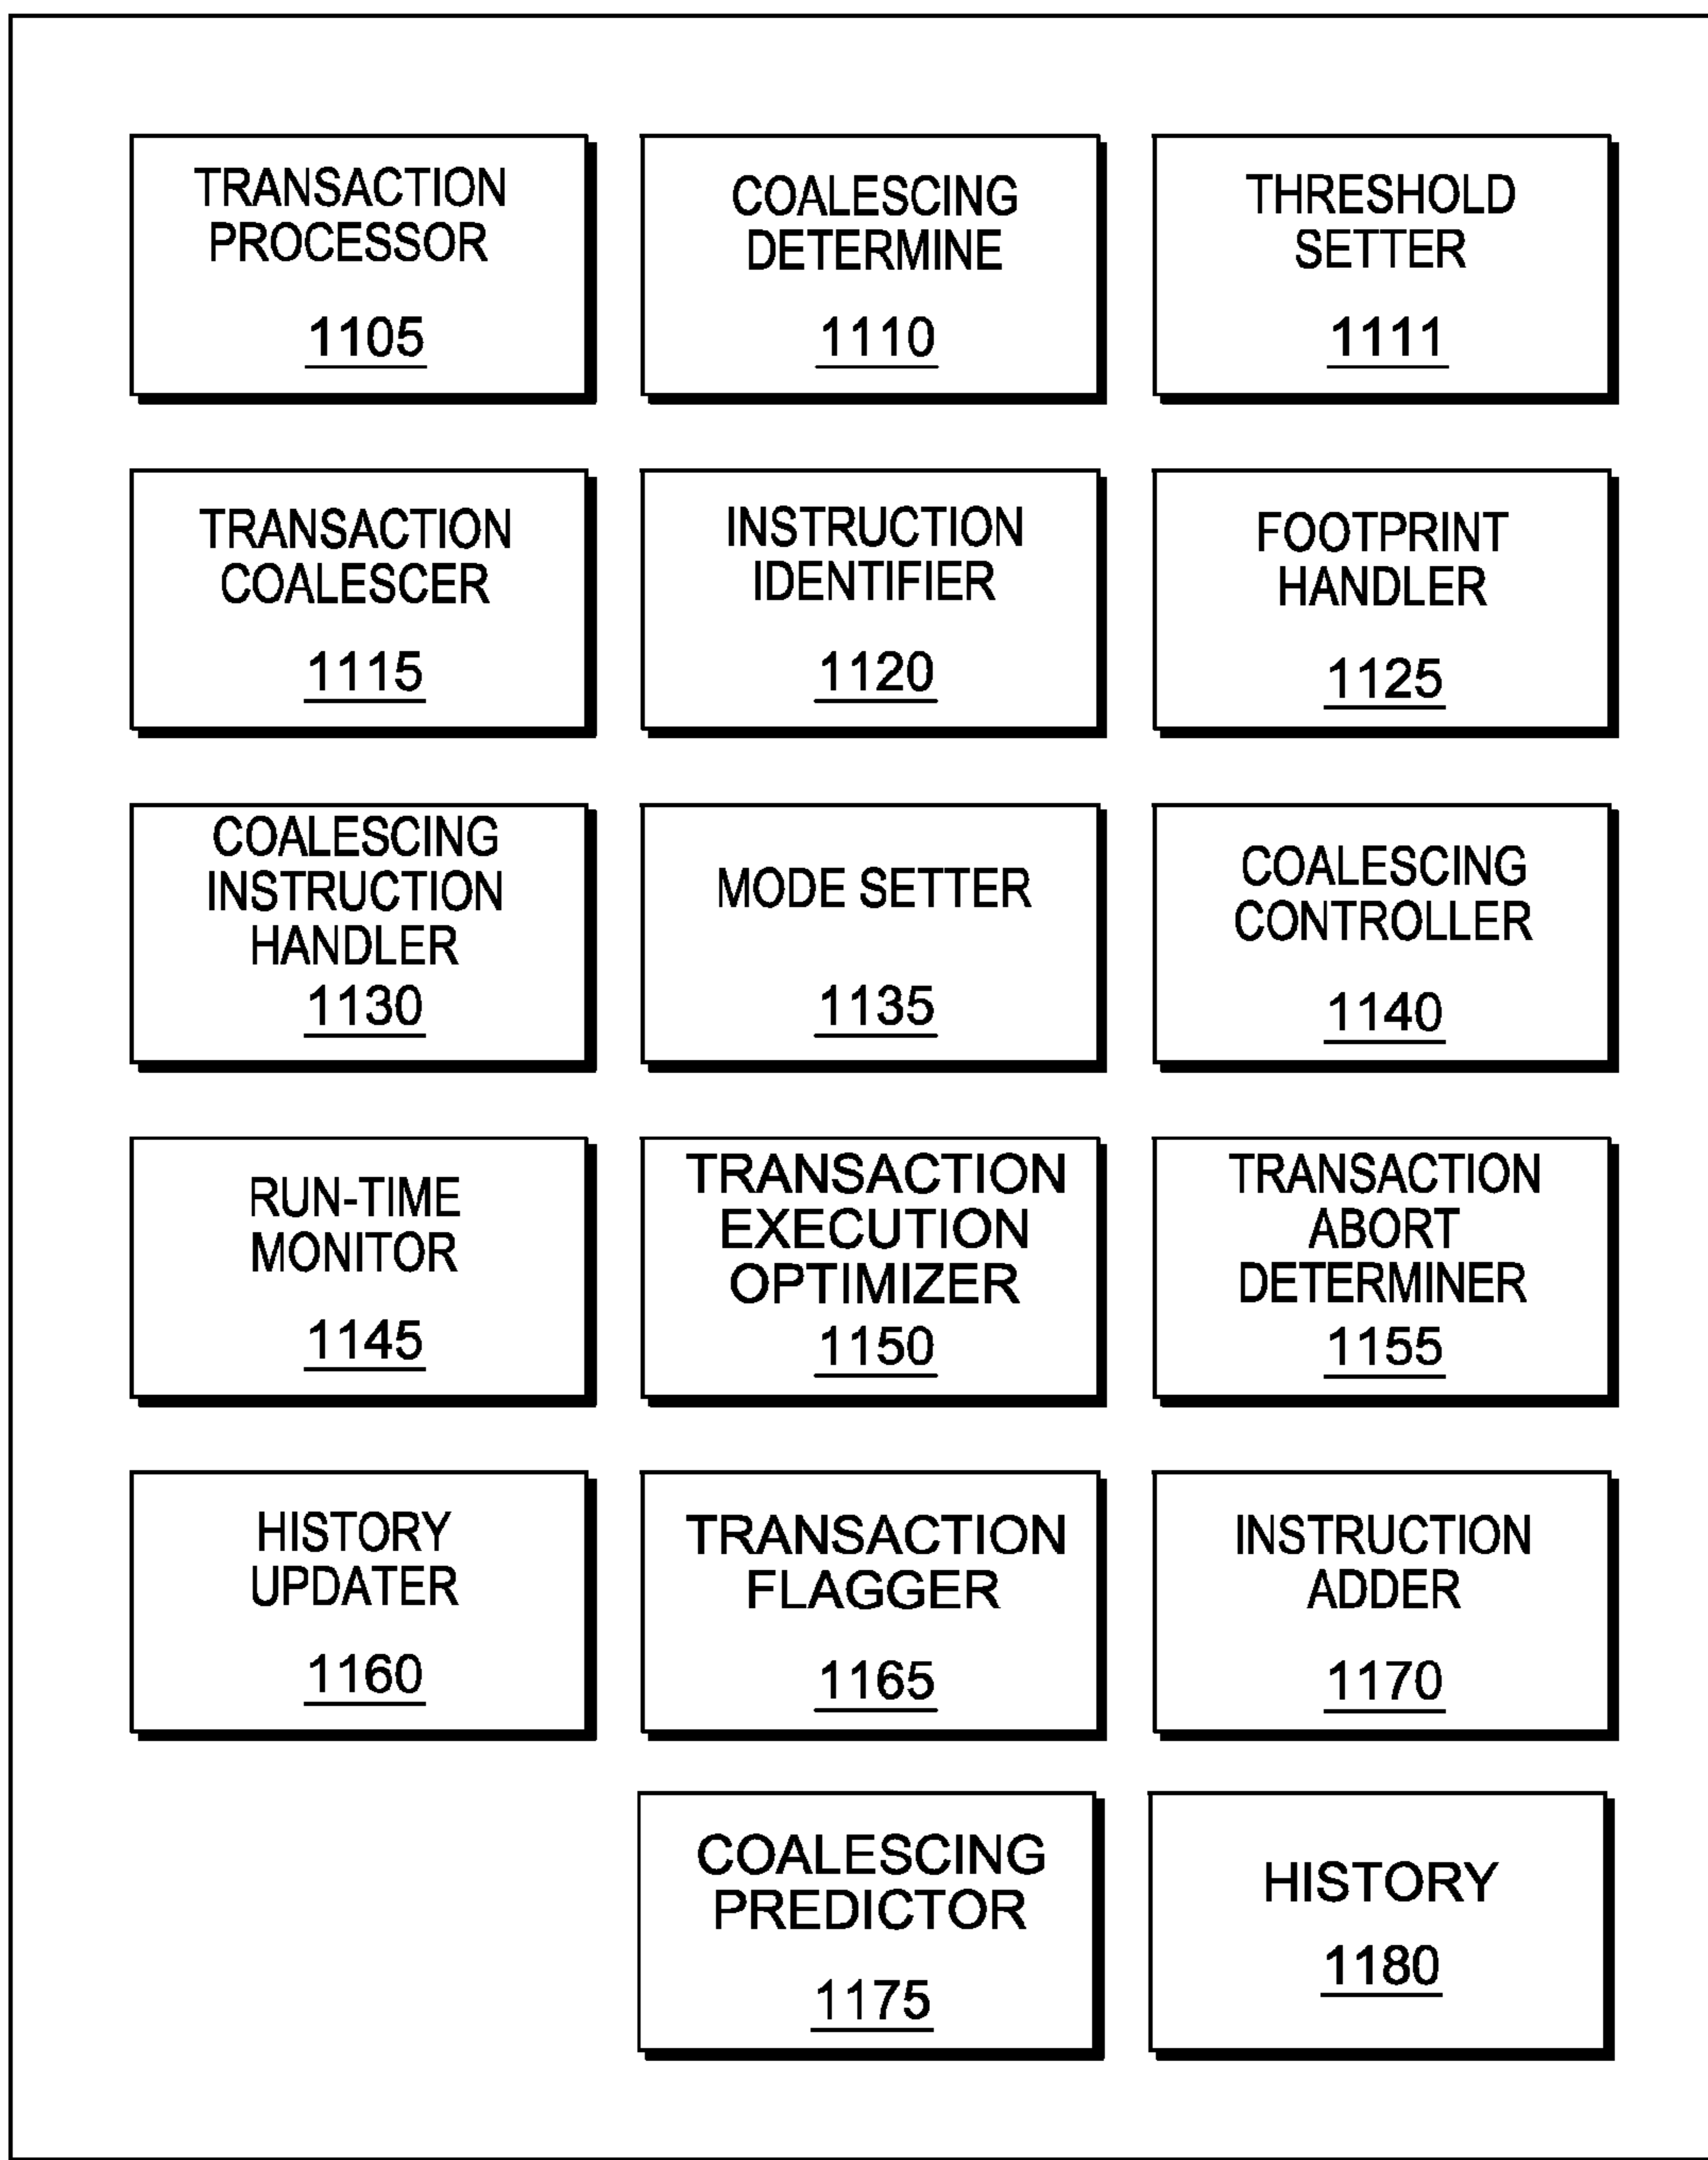 TRANSACTION
PROCESSOR
1105
COALESCING
DETERMINE
1110
THRESHOLD
SETTER
1111
TRANSACTION
COALESCER
1115
INSTRUCTION
IDENTIFIER
1120
FOOTPRINT
HANDLER
1125
COALESCING
INSTRUCTION
HANDLER
1130
MODE SETTER
1135
COALESCING
CONTROLLER
1140
RUN-TIME
MONITOR
1145
TRANSACTION
EXECUTION
OPTIMIZER
1150
TRANSACTION
ABORT
DETERMINER
1155
HISTORY
UPDATER
1160
TRANSACTION
FLAGGER
1165
INSTRUCTION
ADDER
1170
COALESCING
PREDICTOR
1175
HISTORY
1180